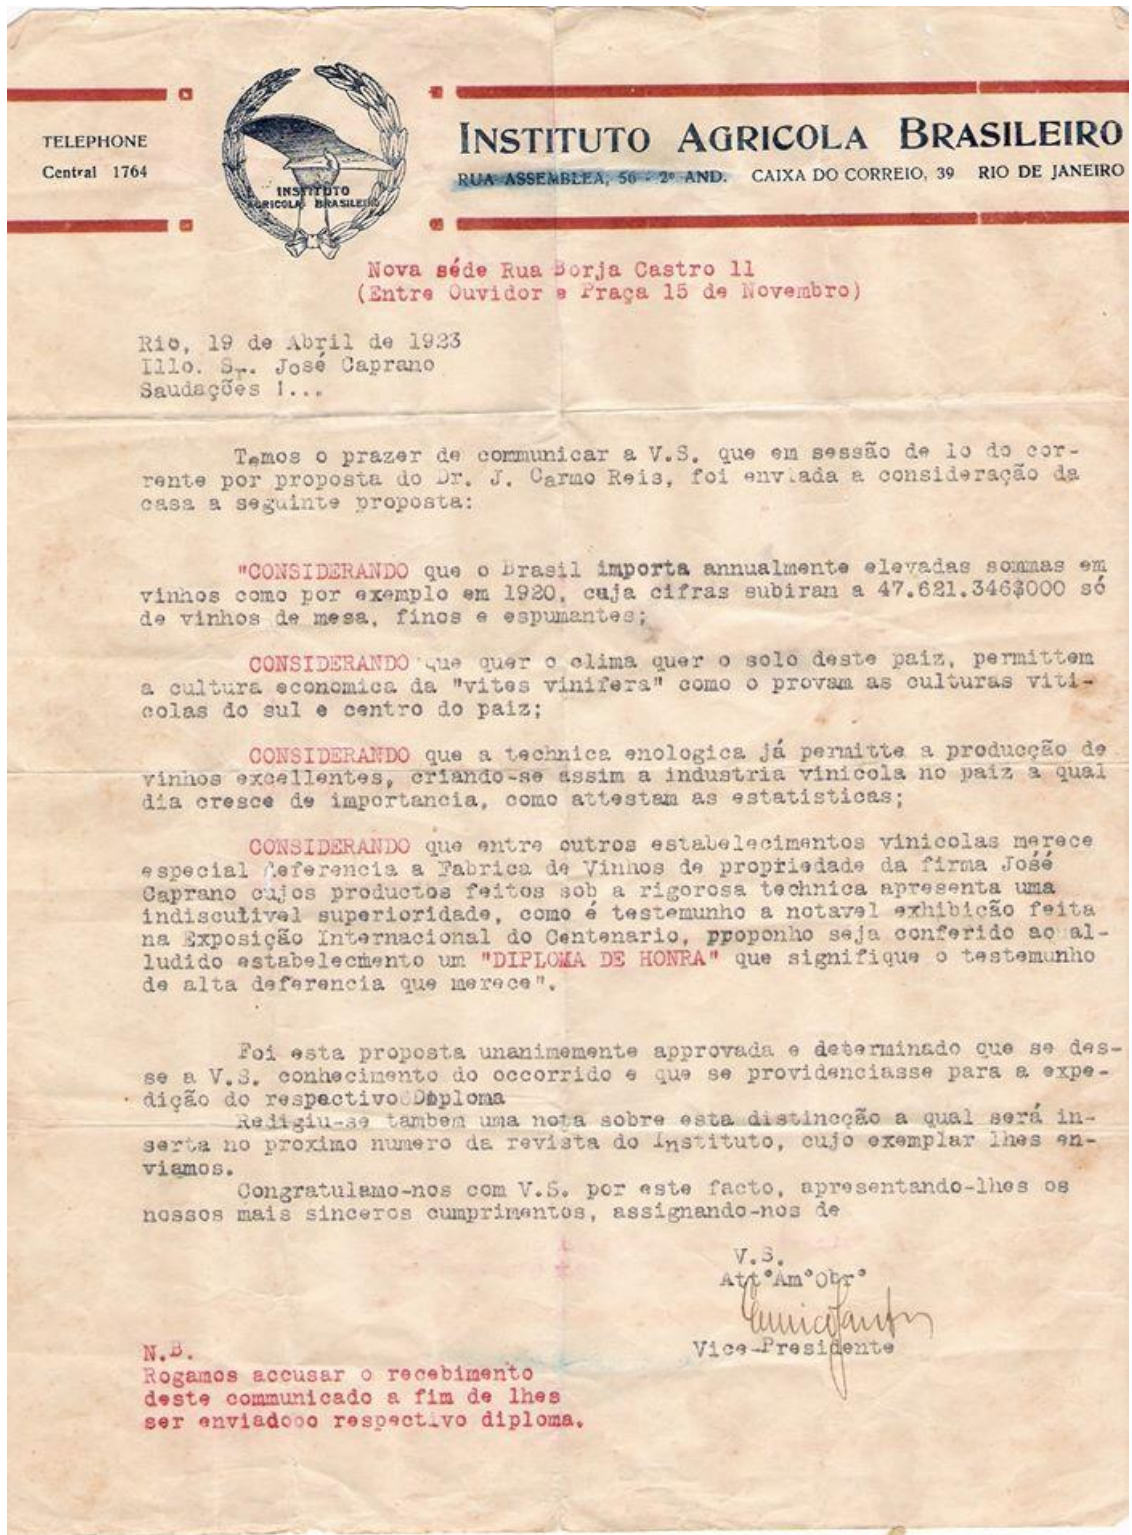 TELEPHONE
Central 1764
INSTITUTO
AGRICOLA BRASILEIRO
INSTITUTO AGRICOLA BRASILEIRO
RUA ASSEMBLEA, 56 - 2º AND. CAIXA DO CORREIO, 39 RIO DE JANEIRO
Nova séde Rua Borja Castro 11
(Entre Ouvidor e Praça 15 de Novembro)
Rio, 19 de Abril de 1923
Illo. Sr. José Caprano
Saudações !...
Temos o prazer de communicar a V.S. que em sessão de 1o do cor-
rente por proposta do Dr. J. Carmo Reis, foi enviada a consideração da
casa a seguinte proposta:
"CONSIDERANDO que o Brasil importa annualmente elevadas sommas em
vinhos como por exemplo em 1920, cuja cifras subiram a 47.621.346$000 só
de vinhos de mesa, finos e espumantes;
CONSIDERANDO que quer o clima quer o solo deste paiz, permittem
a cultura economica da "vites vinifera" como o provam as culturas viti-
colas do sul e centro do paiz;
CONSIDERANDO que a technica enologica já permitte a producção de
vinhos excellentes, criando-se assim a industria vinicola no paiz a qual
dia cresce de importancia, como attestam as estatisticas;
CONSIDERANDO que entre outros estabelecimentos vinicolas merece
especial referencia a Fabrica de Vinhos de propriedade da firma José
Caprano cujos productos feitos sob a rigorosa technica apresenta uma
indiscutivel superioridade, como é testemunho a notavel exhibição feita
na Exposição Internacional do Centenario, proponho seja conferido ao al-
ludido estabelecmento um "DIPLOMA DE HONRA" que signifique o testemunho
de alta deferencia que merece".
Foi esta proposta unanimemente approvada e determinado que se des-
se a V.S. conhecimento do occorrido e que se providenciasse para a expe-
dição do respectivo Diploma
Redigiu-se tambem uma nota sobre esta distincção a qual será in-
serta no proximo numero da revista do Instituto, cujo exemplar lhes en-
viamos.
Congratulamo-nos com V.S. por este facto, apresentando-lhes os
nossos mais sinceros cumprimentos, assignando-nos de
V.S.
Attº Amº Obrº
Vice-Presidente
N.B.
Rogamos accusar o recebimento
deste communicado a fim de lhes
ser enviado o respectivo diploma.